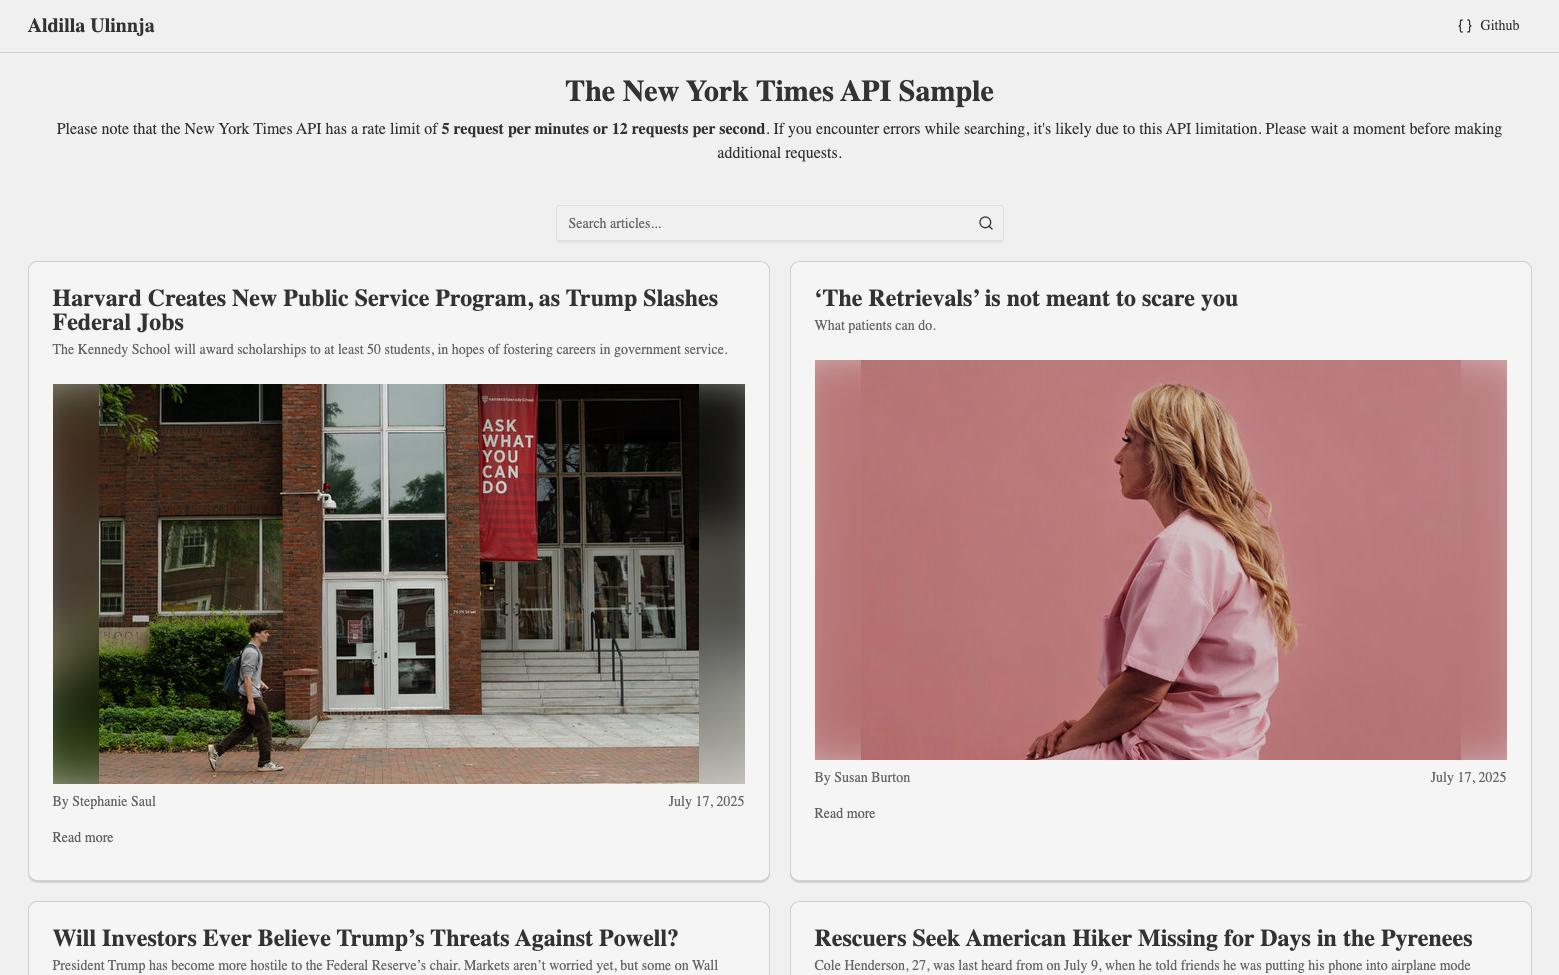 Aldilla Ulinnja
{ } Github
The New York Times API Sample
Please note that the New York Times API has a rate limit of 5 request per minutes or 12 requests per second. If you encounter errors while searching, it's likely due to this API limitation. Please wait a moment before making
additional requests.
Search articles...
Harvard Creates New Public Service Program, as Trump Slashes
Federal Jobs
The Kennedy School will award scholarships to at least 50 students, in hopes of fostering careers in government service.
ASK
WHAT
YOU
CAN
DO
By Stephanie Saul
July 17, 2025
Read more
‘The Retrievals’ is not meant to scare you
What patients can do.
By Susan Burton
July 17, 2025
Read more
Will Investors Ever Believe Trump’s Threats Against Powell?
President Trump has become more hostile to the Federal Reserve’s chair. Markets aren’t worried yet, but some on Wall
Rescuers Seek American Hiker Missing for Days in the Pyrenees
Cole Henderson, 27, was last heard from on July 9, when he told friends he was putting his phone into airplane mode